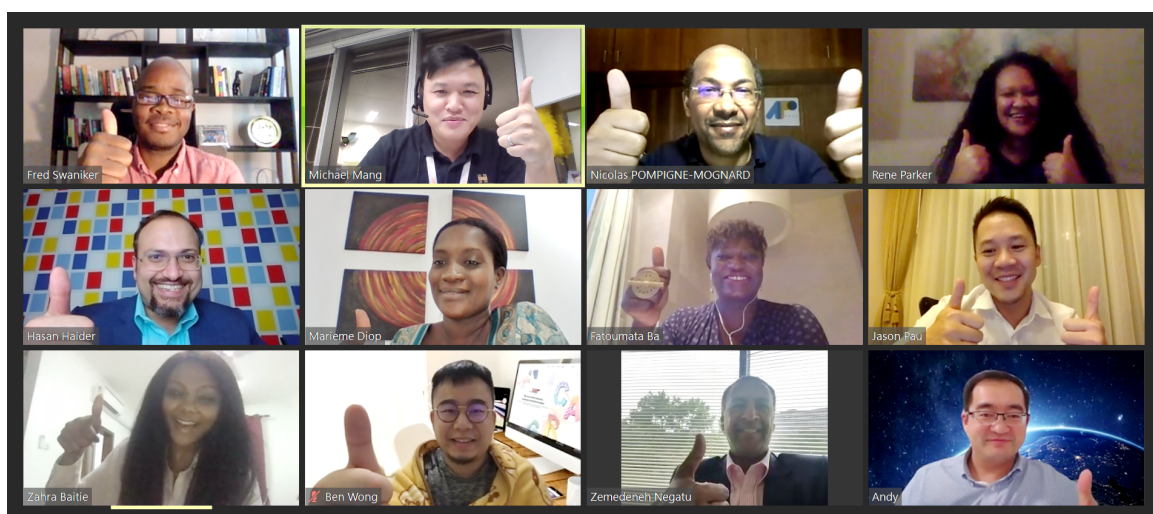 Fred Swaniker
Michael Mang
Nicolas POMPIGNE-MOGNARD
Rene Parker
Hasan Haider
Marieme Diop
Fatoumata Ba
Jason Pau
Zahra Baitie
Ben Wong
Zemedeneh Negatu
Andy